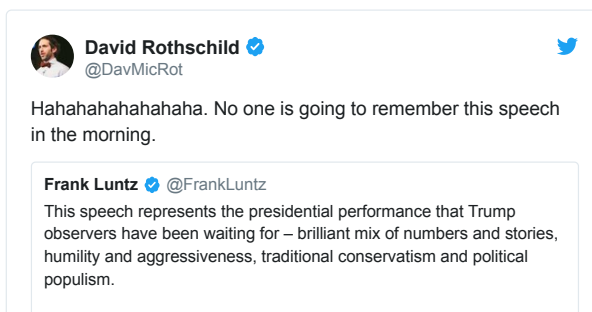 David Rothschild
@DavMicRot
Hahahahahahahaha. No one is going to remember this speech
in the morning.
Frank Luntz @FrankLuntz
This speech represents the presidential performance that Trump
observers have been waiting for – brilliant mix of numbers and stories,
humility and aggressiveness, traditional conservatism and political
populism.